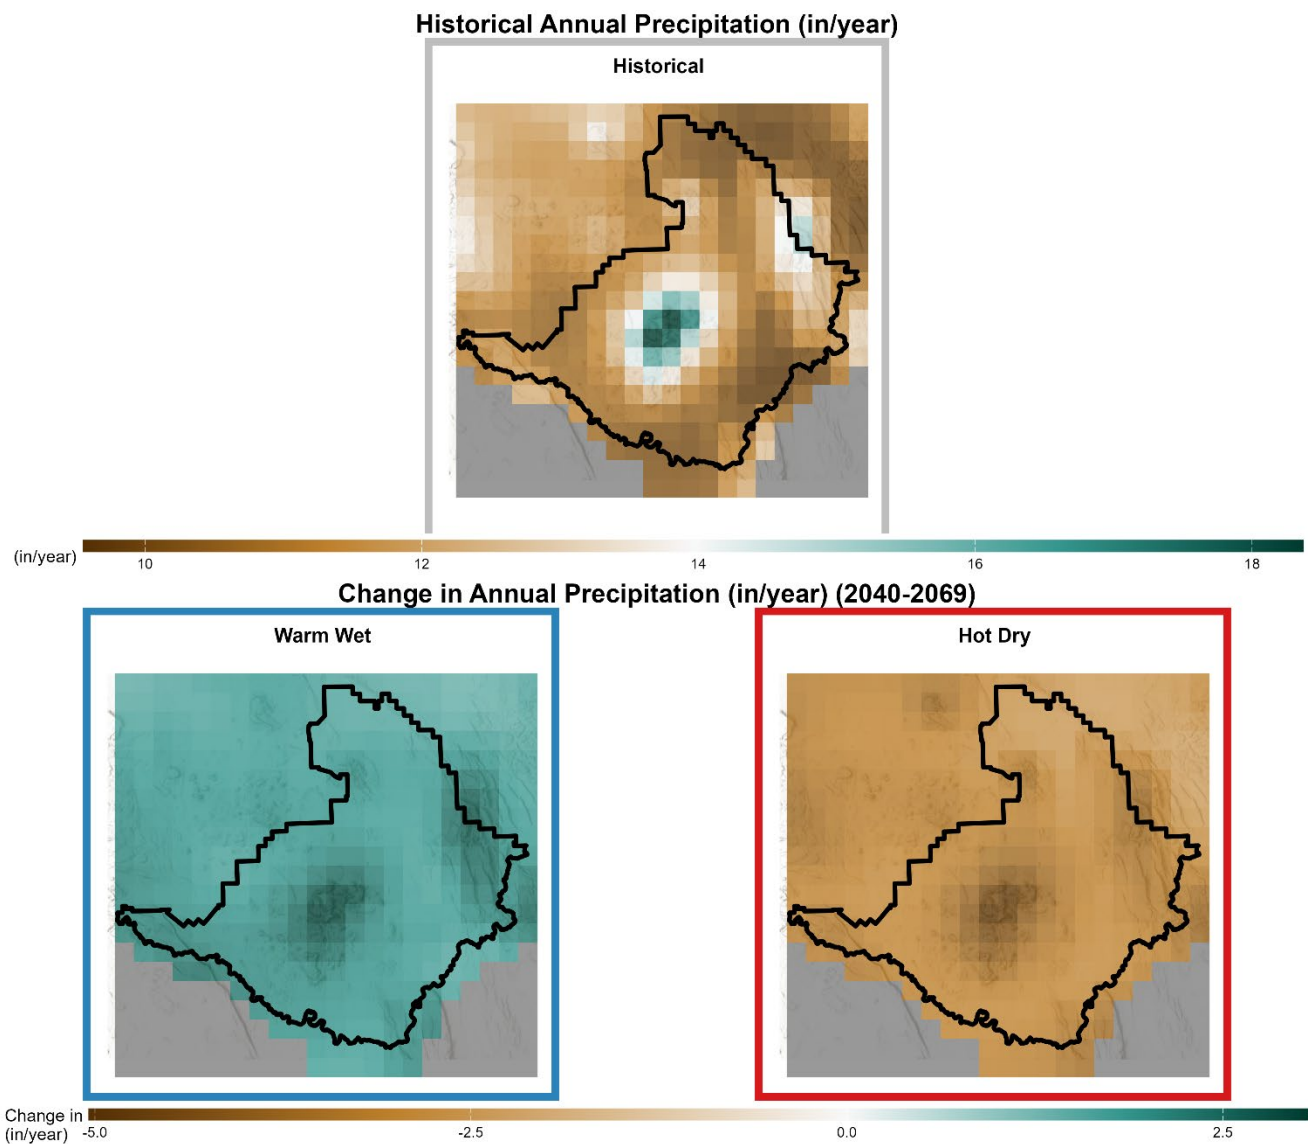 Historical Annual Precipitation (in/year)
Historical
(in/year)
10 12 14 16 18
Change in Annual Precipitation (in/year) (2040-2069)
Warm Wet
Hot Dry
Change in
(in/year)
-5.0 -2.5 0.0 2.5